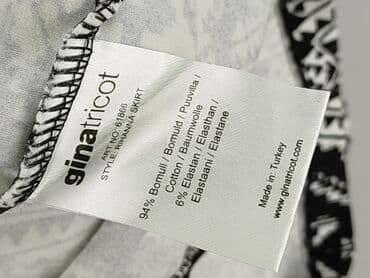 ginatricot
ART NO: 61866
STYLE: RIHANNA SKIRT
94% Bomull / Bomuld / Puuvilla /
Cotton / Baumwolle
6% Elastan / Elasthan /
Elastaani / Elastane
Made in: Turkey
www.ginatricot.com